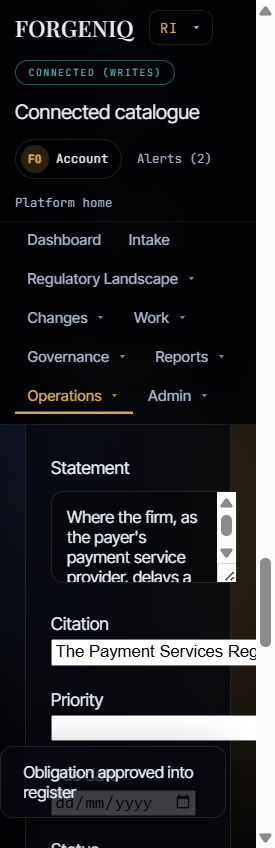 FORGENIQ RI
CONNECTED (WRITES)
Connected catalogue
FO Account Alerts (2)
Platform home
Dashboard Intake
Regulatory Landscape
Changes Work
Governance Reports
Operations Admin
Statement
Where the firm, as
the payer's
payment service
provider, delays a
Citation
The Payment Services Reg
Priority
Obligation approved into
register
dd/mm/yyyy
Status